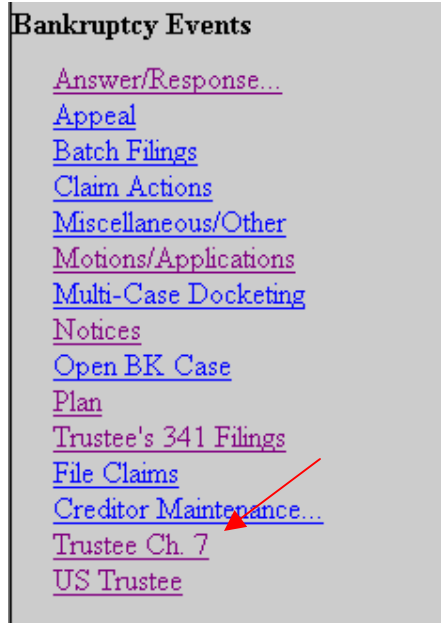 Bankruptcy Events
Answer/Response...
Appeal
Batch Filings
Claim Actions
Miscellaneous/Other
Motions/Applications
Multi-Case Docketing
Notices
Open BK Case
Plan
Trustee's 341 Filings
File Claims
Creditor Maintenance...
Trustee Ch. 7
US Trustee